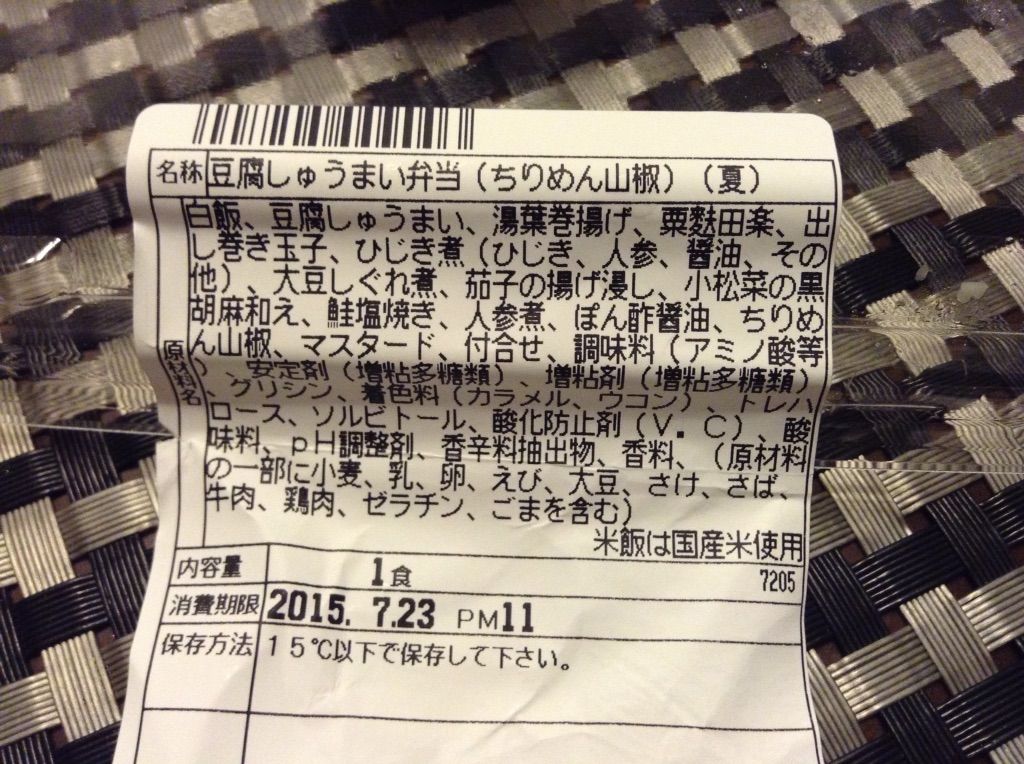 名称 豆腐しゅうまい弁当（ちりめん山椒）（夏）
原材料名
白飯、豆腐しゅうまい、湯葉巻揚げ、粟麩田楽、出
し巻き玉子、ひじき煮（ひじき、人参、醤油、その
他）、大豆しぐれ煮、茄子の揚げ浸し、小松菜の黒
胡麻和え、鮭塩焼き、人参煮、ぽん酢醤油、ちりめ
ん山椒、マスタード、付合せ、調味料（アミノ酸等
）、安定剤（増粘多糖類）、増粘剤（増粘多糖類）
、グリシン、着色料（カラメル、ウコン）、トレハ
ロース、ソルビトール、酸化防止剤（Ｖ．Ｃ）、酸
味料、ｐＨ調整剤、香辛料抽出物、香料、（原材料
の一部に小麦、乳、卵、えび、大豆、さけ、さば、
牛肉、鶏肉、ゼラチン、ごまを含む）
米飯は国産米使用
内容量 1食 7205
消費期限 2015. 7.23 PM11
保存方法 １５℃以下で保存して下さい。